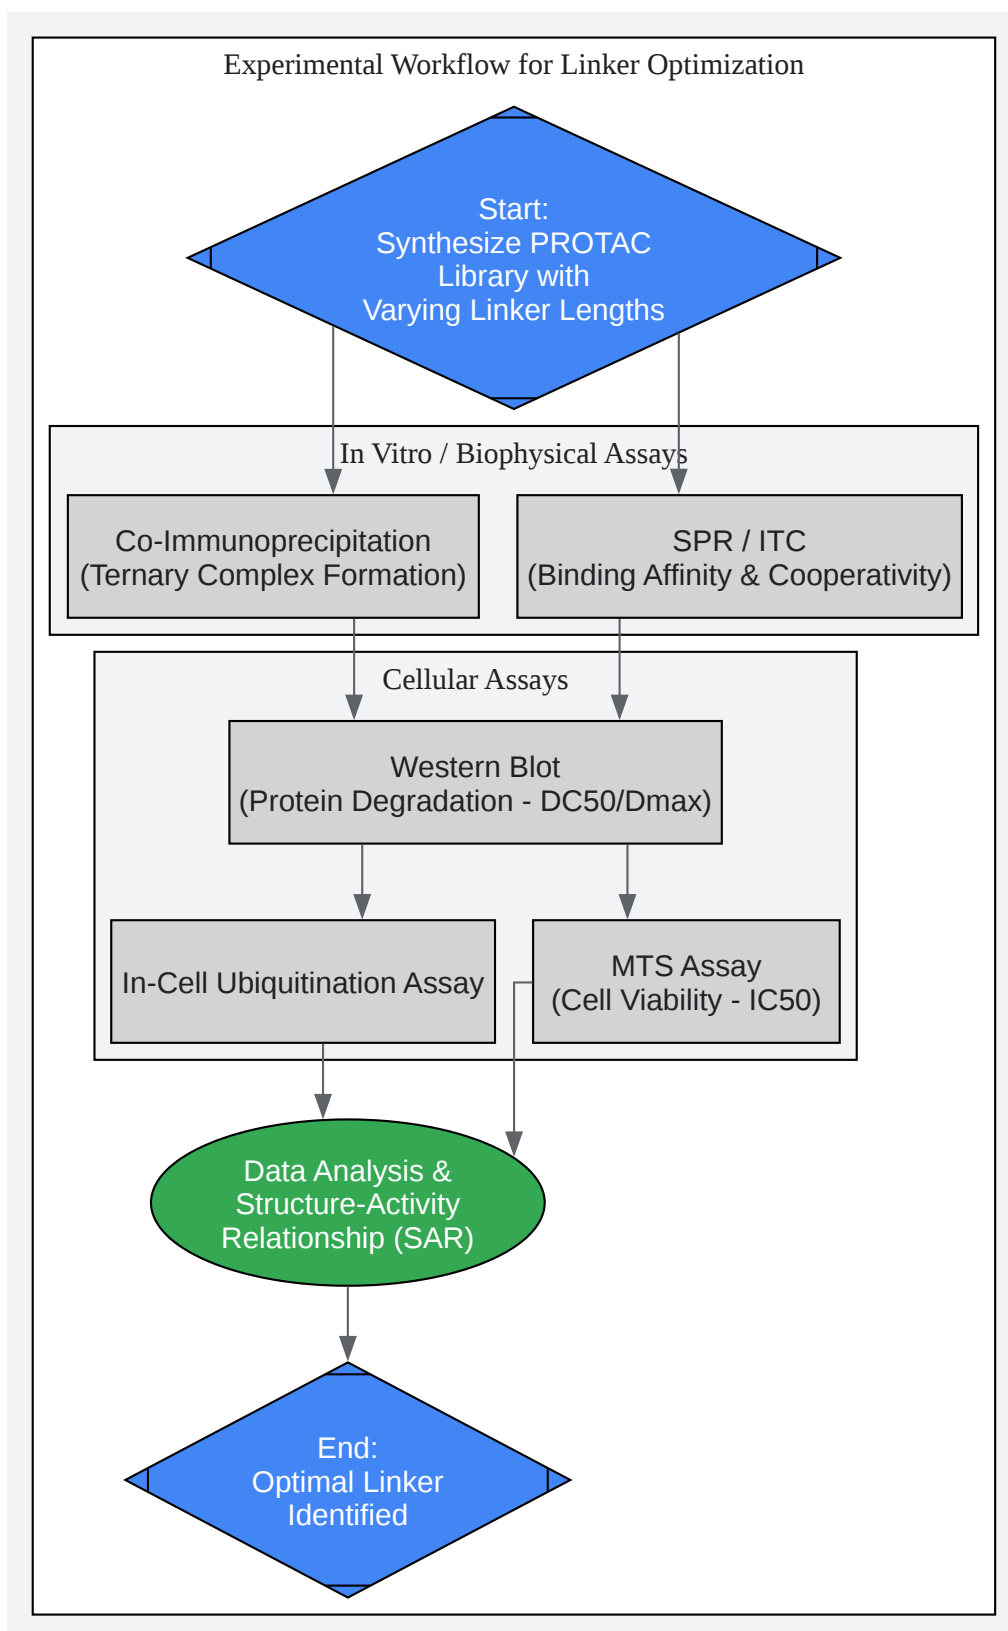 Experimental Workflow for Linker Optimization
Start:
Synthesize PROTAC
Library with
Varying Linker Lengths
In Vitro / Biophysical Assays
Co-Immunoprecipitation
(Ternary Complex Formation)
SPR / ITC
(Binding Affinity & Cooperativity)
Cellular Assays
Western Blot
(Protein Degradation - DC50/Dmax)
In-Cell Ubiquitination Assay
MTS Assay
(Cell Viability - IC50)
Data Analysis &
Structure-Activity
Relationship (SAR)
End:
Optimal Linker
Identified